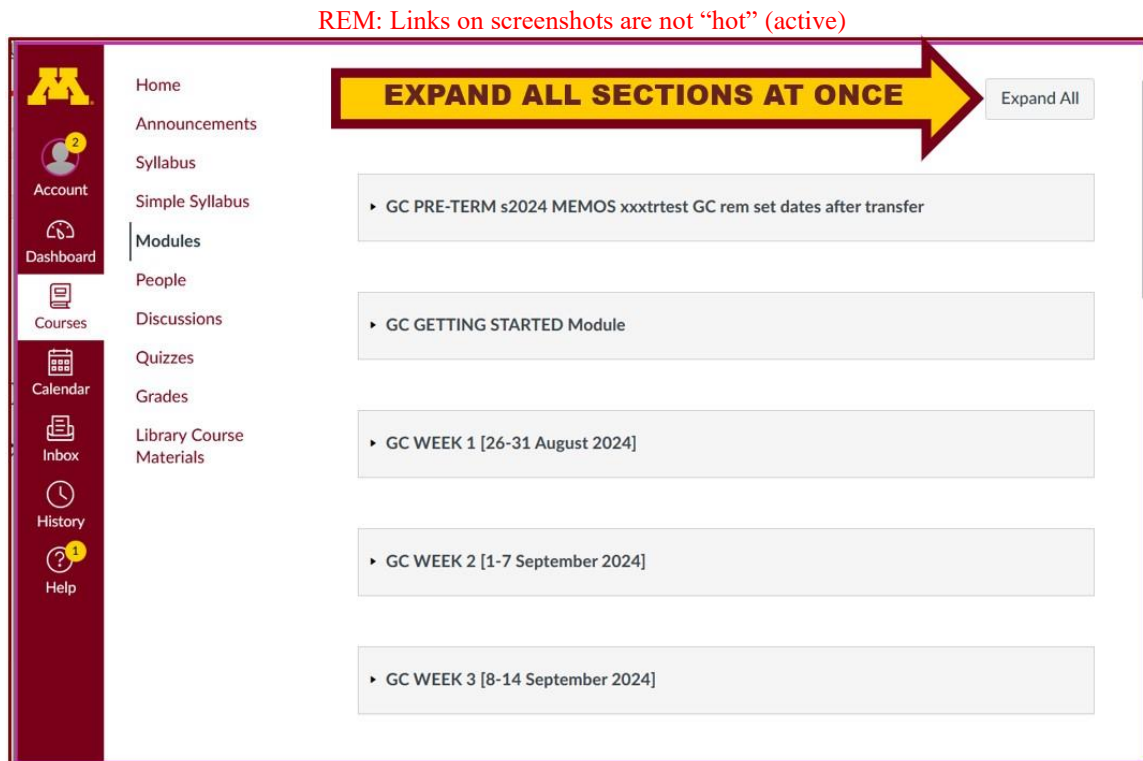 REM: Links on screenshots are not “hot” (active)
M
2
Account
Dashboard
Courses
Calendar
Inbox
History
1
Help
Home
Announcements
Syllabus
Simple Syllabus
Modules
People
Discussions
Quizzes
Grades
Library Course
Materials
EXPAND ALL SECTIONS AT ONCE
Expand All
GC PRE-TERM s2024 MEMOS xxxtrtest GC rem set dates after transfer
GC GETTING STARTED Module
GC WEEK 1 [26-31 August 2024]
GC WEEK 2 [1-7 September 2024]
GC WEEK 3 [8-14 September 2024]